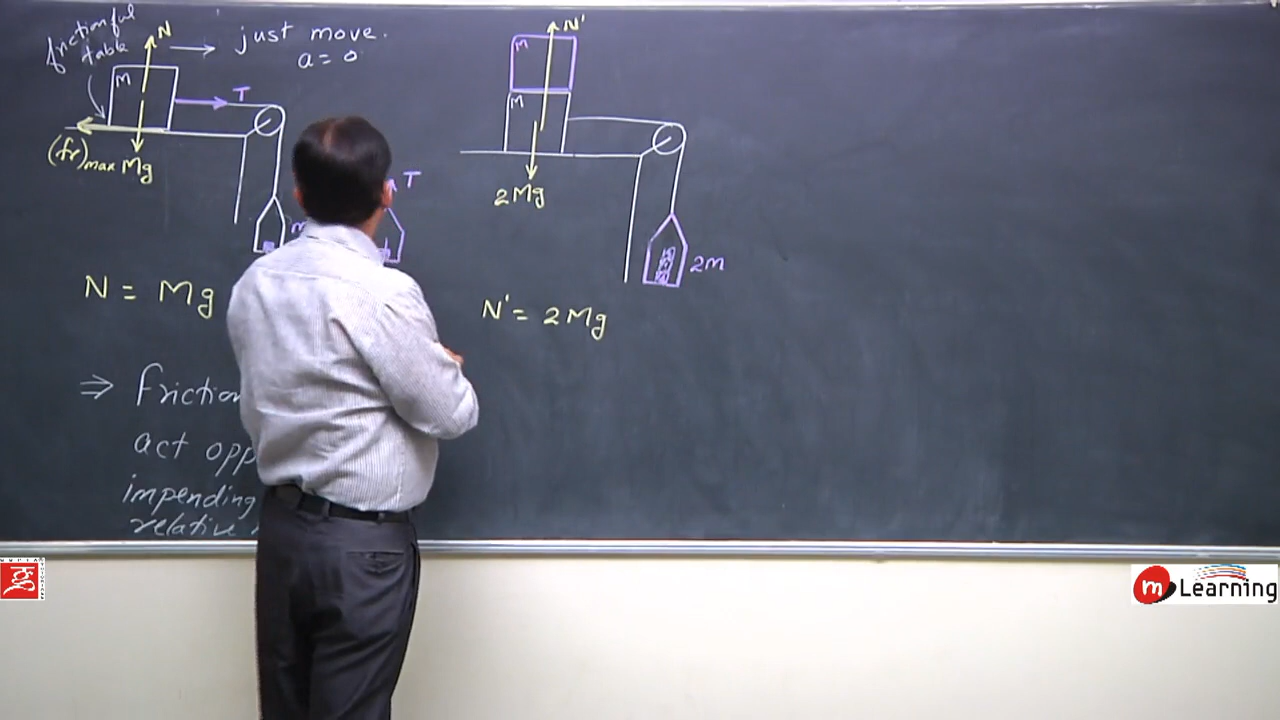 frictionful
table
N
just move.
a = 0
M
T
(fr)max
Mg
T
N = Mg
⇒ Friction
act opp
impending
relative
N'
M
M
2Mg
2m
N' = 2Mg
m Learning